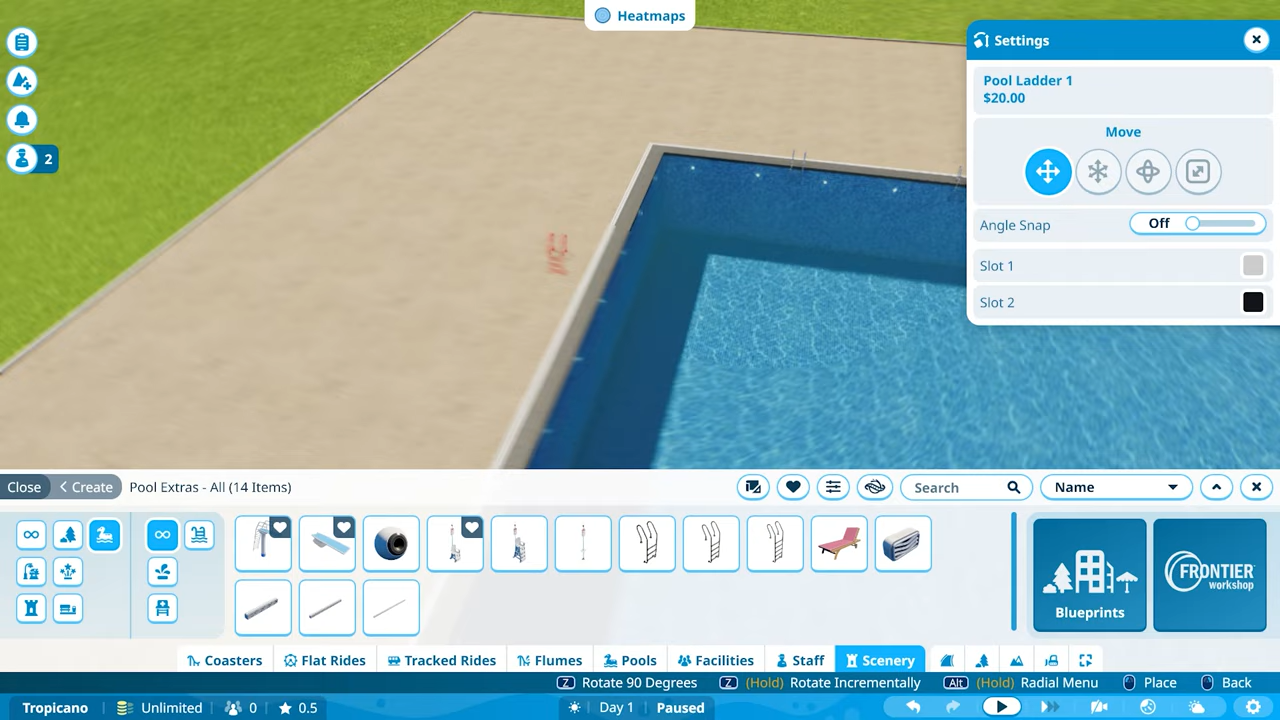 Heatmaps
Settings
Pool Ladder 1
$20.00
Move
Angle Snap
Off
Slot 1
Slot 2
2
Close
Create
Pool Extras - All (14 Items)
Search
Name
Blueprints
FRONTIER
workshop
Coasters
Flat Rides
Tracked Rides
Flumes
Pools
Facilities
Staff
Scenery
Z Rotate 90 Degrees Z (Hold) Rotate Incrementally Alt (Hold) Radial Menu Place Back
Tropicano Unlimited 0 0.5 Day 1 Paused